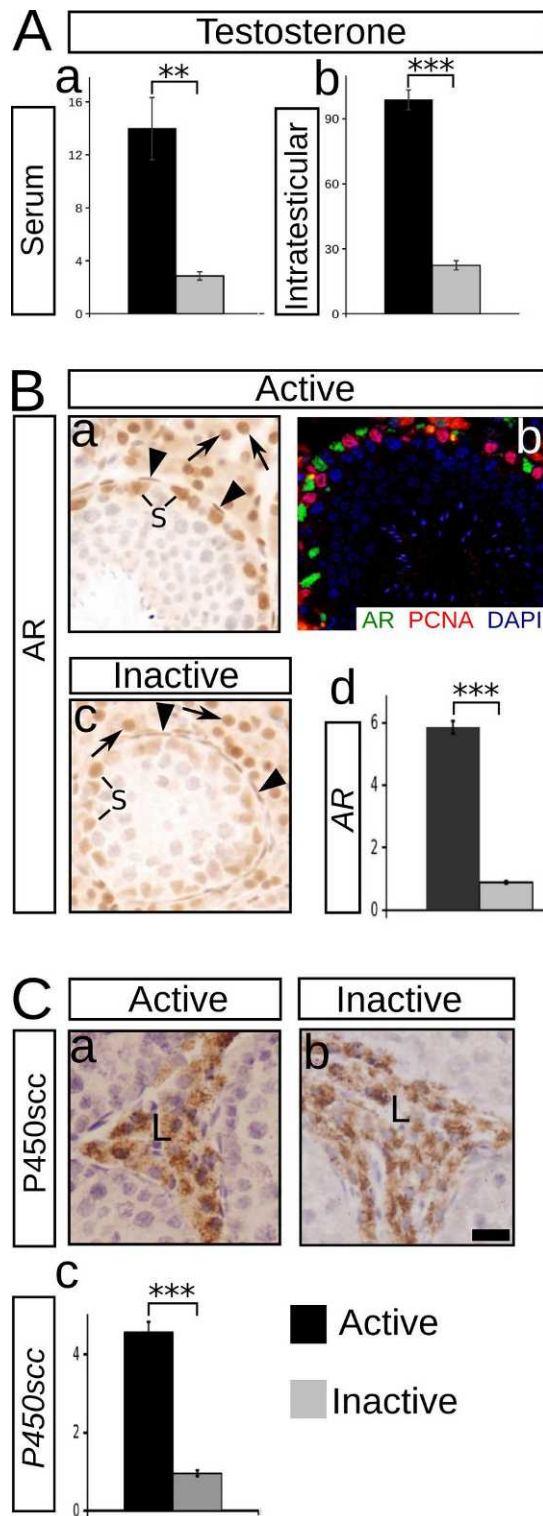 A
Testosterone
a
b
**
***
Serum
16
12
8
4
0
Intratesticular
90
60
30
0
B
Active
AR
a
S
b
AR PCNA DAPI
Inactive
c
S
d
***
AR
6
4
2
0
C
Active
Inactive
P450scc
a
L
b
L
c
***
P450scc
4
2
0
Active
Inactive